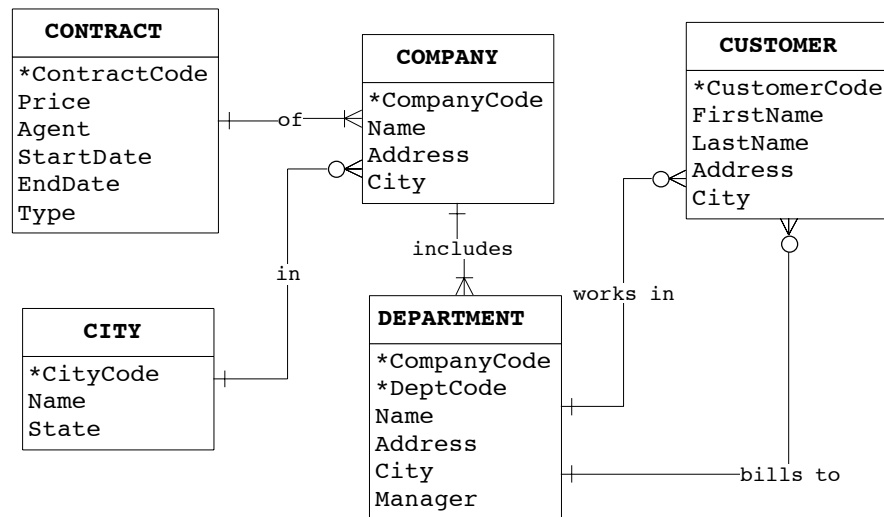 CONTRACT
*ContractCode
Price
Agent
StartDate
EndDate
Type
of
COMPANY
*CompanyCode
Name
Address
City
CUSTOMER
*CustomerCode
FirstName
LastName
Address
City
in
includes
works in
CITY
*CityCode
Name
State
DEPARTMENT
*CompanyCode
*DeptCode
Name
Address
City
Manager
bills to